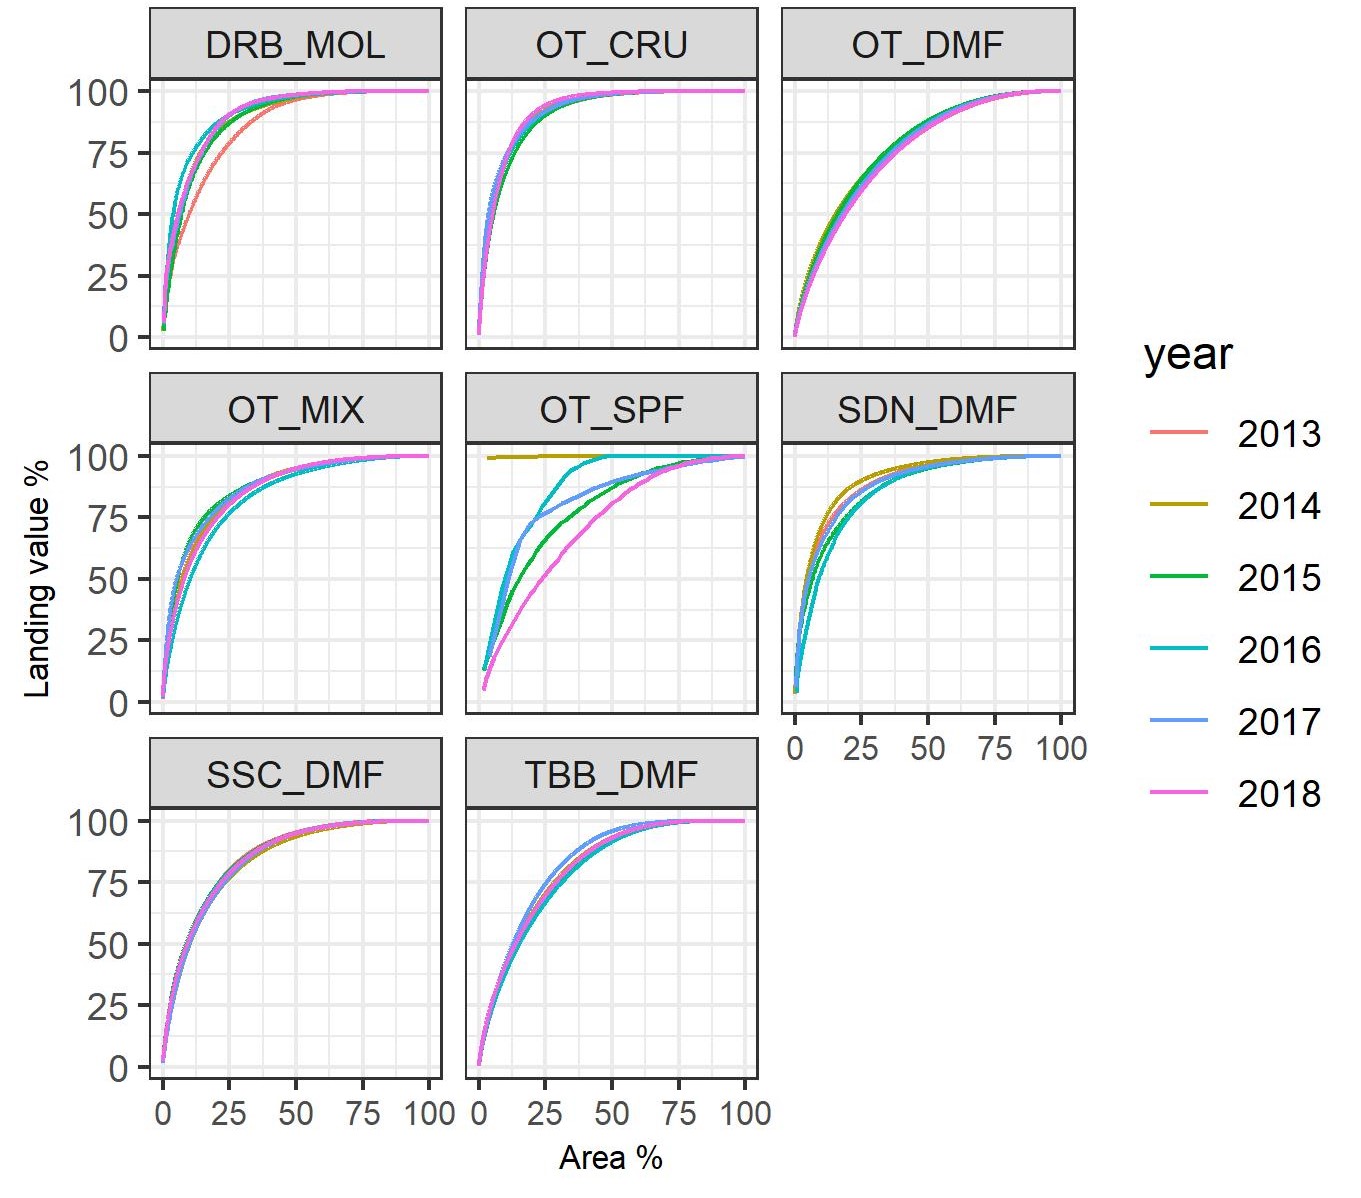 DRB_MOL OT_CRU OT_DMF
100
75
50
25
0
OT_MIX OT_SPF SDN_DMF
100
75
50
25
0
0 25 50 75 100
SSC_DMF TBB_DMF
100
75
50
25
0
0 25 50 75 100 0 25 50 75 100
Area %
Landing value %
year
2013
2014
2015
2016
2017
2018